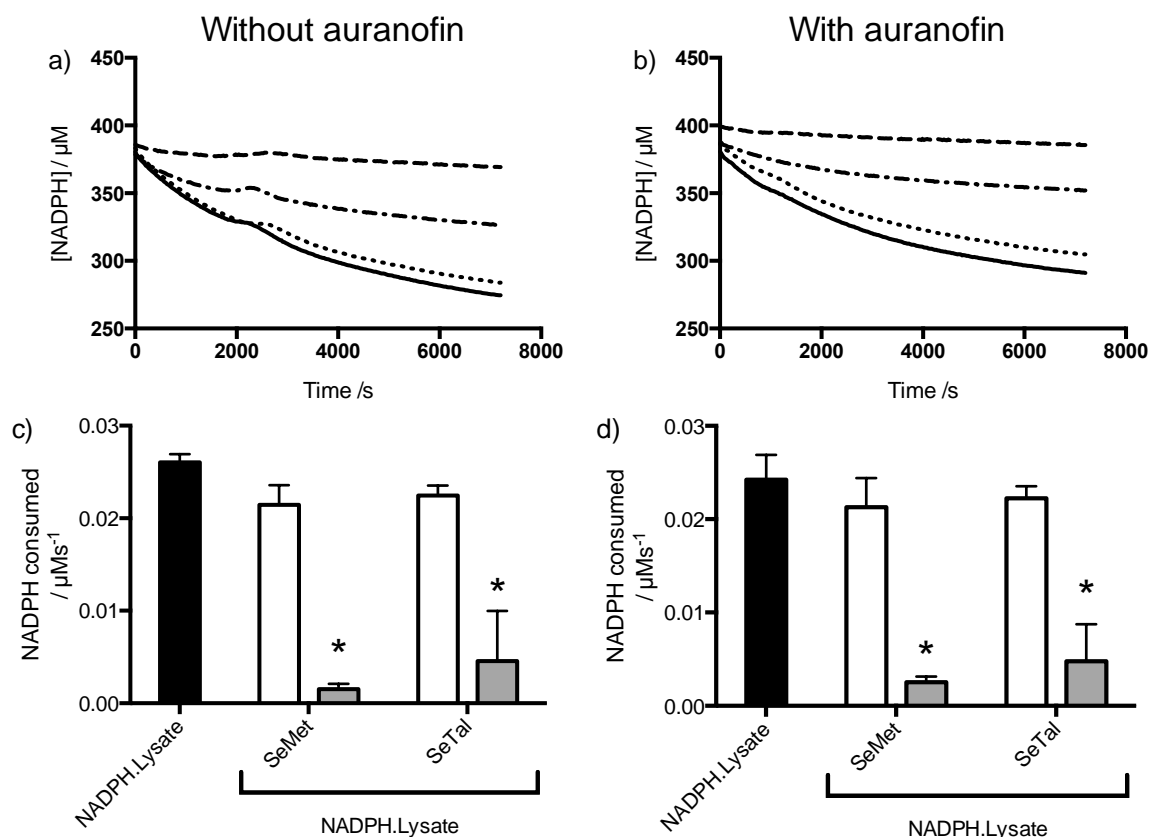 Without auranofin
With auranofin
a)
450
400
350
300
250
[NADPH] / µM
0
2000
4000
6000
8000
Time /s
b)
450
400
350
300
250
[NADPH] / µM
0
2000
4000
6000
8000
Time /s
c)
0.03
0.02
0.01
0.00
NADPH consumed
/ µMs⁻¹
*
*
NADPH.Lysate
SeMet
SeTal
NADPH.Lysate
d)
0.03
0.02
0.01
0.00
NADPH consumed
/ µMs⁻¹
*
*
NADPH.Lysate
SeMet
SeTal
NADPH.Lysate